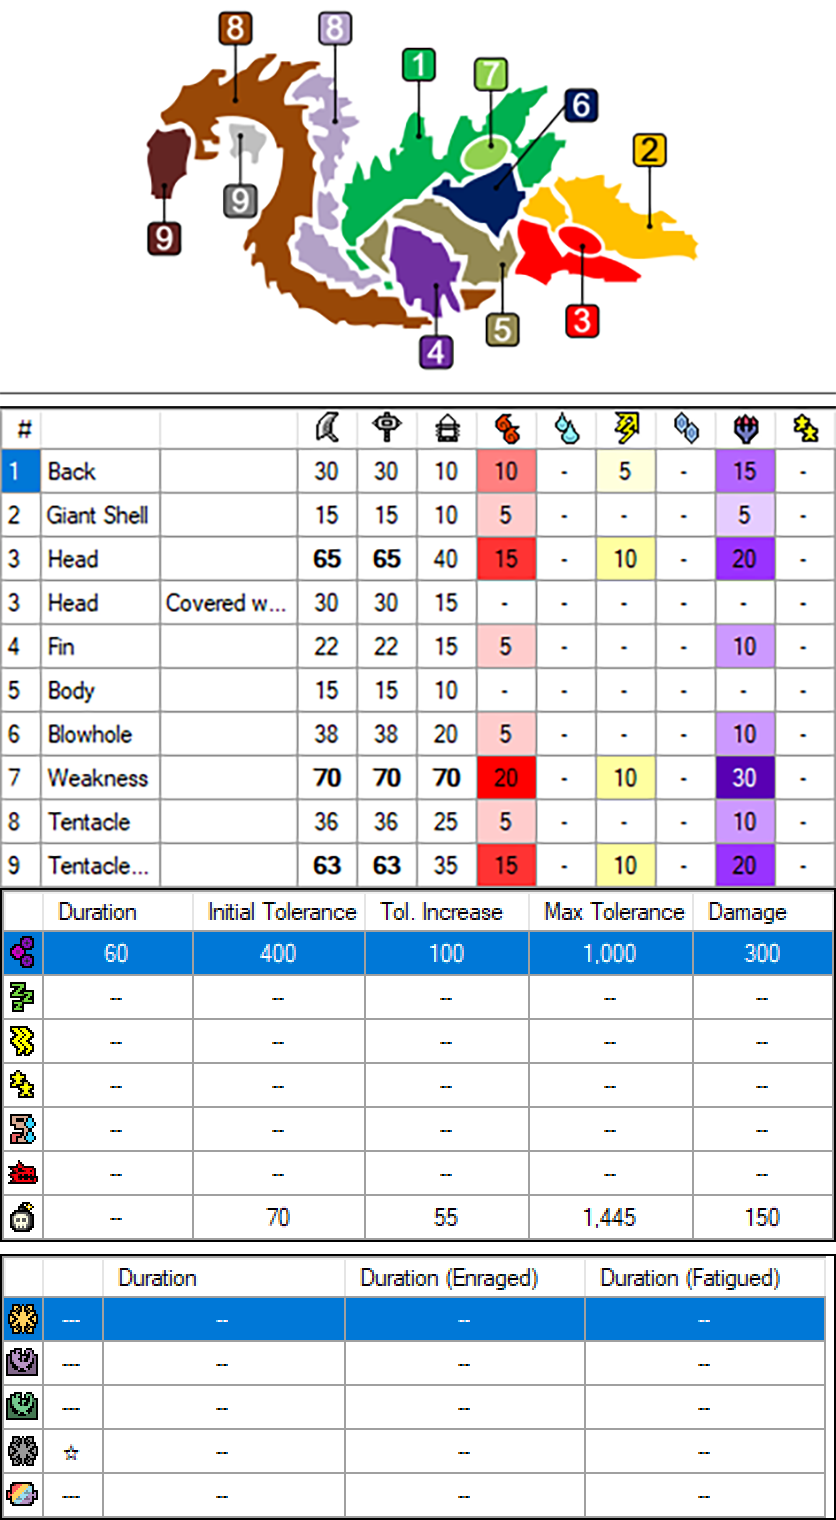 8 8
1 7
6
2
9 9
3
5
4
#
1 Back 30 30 10 10 - 5 - 15 -
2 Giant Shell 15 15 10 5 - - - 5 -
3 Head 65 65 40 15 - 10 - 20 -
3 Head Covered w... 30 30 15 - - - - - -
4 Fin 22 22 15 5 - - - 10 -
5 Body 15 15 10 - - - - - -
6 Blowhole 38 38 20 5 - - - 10 -
7 Weakness 70 70 70 20 - 10 - 30 -
8 Tentacle 36 36 25 5 - - - 10 -
9 Tentacle... 63 63 35 15 - 10 - 20 -
Duration Initial Tolerance Tol. Increase Max Tolerance Damage
60 400 100 1,000 300
-- -- -- -- --
-- -- -- -- --
-- -- -- -- --
-- -- -- -- --
-- -- -- -- --
-- 70 55 1,445 150
Duration Duration (Enraged) Duration (Fatigued)
--- -- -- --
--- -- -- --
--- -- -- --
☆ -- -- --
--- -- -- --